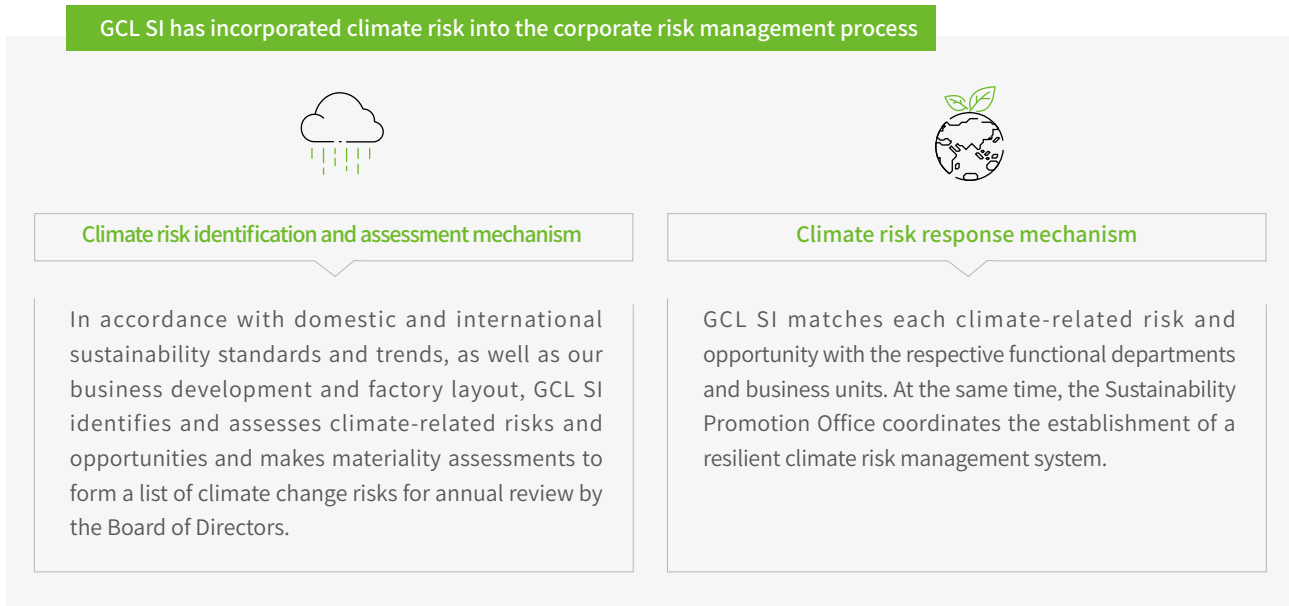 GCL SI has incorporated climate risk into the corporate risk management process
Climate risk identification and assessment mechanism
In accordance with domestic and international
sustainability standards and trends, as well as our
business development and factory layout, GCL SI
identifies and assesses climate-related risks and
opportunities and makes materiality assessments to
form a list of climate change risks for annual review by
the Board of Directors.
Climate risk response mechanism
GCL SI matches each climate-related risk and
opportunity with the respective functional departments
and business units. At the same time, the Sustainability
Promotion Office coordinates the establishment of a
resilient climate risk management system.